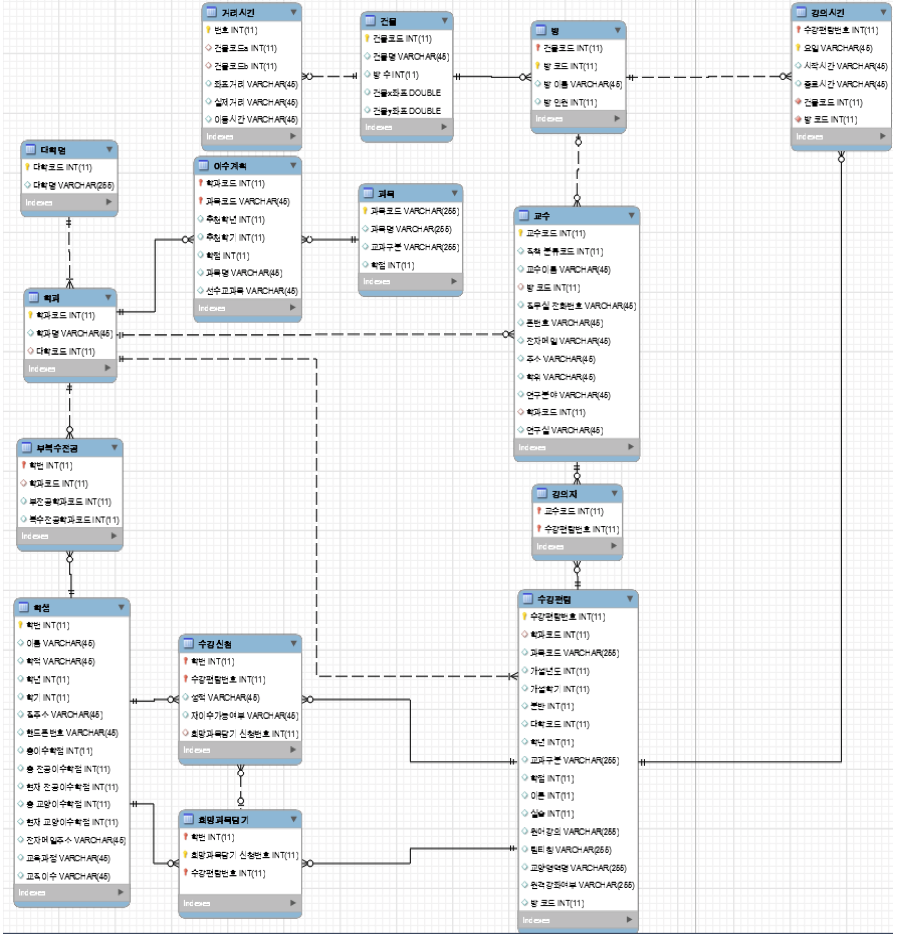 거리시간
번호 INT(11)
건물코드a INT(11)
건물코드b INT(11)
좌표거리 VARCHAR(45)
실제거리 VARCHAR(45)
이동시간 VARCHAR(45)
Indexes
건물
건물코드 INT(11)
건물명 VARCHAR(45)
방 수 INT(11)
건물x좌표 DOUBLE
건물y좌표 DOUBLE
Indexes
방
건물코드 INT(11)
방 코드 INT(11)
방 이름 VARCHAR(45)
방 인원 INT(11)
Indexes
강의시간
수강편람번호 INT(11)
요일 VARCHAR(45)
시작시간 VARCHAR(45)
종료시간 VARCHAR(45)
건물코드 INT(11)
방 코드 INT(11)
Indexes
대학명
대학코드 INT(11)
대학명 VARCHAR(255)
Indexes
이수계획
학과코드 INT(11)
과목코드 VARCHAR(45)
추천학년 INT(11)
추천학기 INT(11)
학점 INT(11)
과목명 VARCHAR(45)
선수교과목 VARCHAR(45)
Indexes
과목
과목코드 VARCHAR(255)
과목명 VARCHAR(255)
교과구분 VARCHAR(255)
학점 INT(11)
Indexes
교수
교수코드 INT(11)
직책 분류코드 INT(11)
교수이름 VARCHAR(45)
방 코드 INT(11)
집무실 전화번호 VARCHAR(45)
폰번호 VARCHAR(45)
전자메일 VARCHAR(45)
주소 VARCHAR(45)
학위 VARCHAR(45)
연구분야 VARCHAR(45)
학과코드 INT(11)
연구실 VARCHAR(45)
Indexes
학과
학과코드 INT(11)
학과명 VARCHAR(45)
대학코드 INT(11)
Indexes
부복수전공
학번 INT(11)
학과코드 INT(11)
부전공학과코드 INT(11)
복수전공학과코드 INT(11)
Indexes
강의자
교수코드 INT(11)
수강편람번호 INT(11)
Indexes
학생
학번 INT(11)
이름 VARCHAR(45)
학적 VARCHAR(45)
학년 INT(11)
학기 INT(11)
집주소 VARCHAR(45)
핸드폰번호 VARCHAR(45)
총이수학점 INT(11)
총 전공이수학점 INT(11)
현재 전공이수학점 INT(11)
총 교양이수학점 INT(11)
현재 교양이수학점 INT(11)
전자메일주소 VARCHAR(45)
교육과정 VARCHAR(45)
교직이수 VARCHAR(45)
Indexes
수강신청
학번 INT(11)
수강편람번호 INT(11)
성적 VARCHAR(45)
재이수가능여부 VARCHAR(45)
희망과목담기 신청번호 INT(11)
Indexes
희망과목담기
학번 INT(11)
희망과목담기 신청번호 INT(11)
수강편람번호 INT(11)
Indexes
수강편람
수강편람번호 INT(11)
학과코드 INT(11)
과목코드 VARCHAR(255)
개설년도 INT(11)
개설학기 INT(11)
분반 INT(11)
대학코드 INT(11)
학년 INT(11)
교과구분 VARCHAR(255)
학점 INT(11)
이론 INT(11)
실습 INT(11)
원어강의 VARCHAR(255)
팀티칭 VARCHAR(255)
교양영역명 VARCHAR(255)
원격강좌여부 VARCHAR(255)
방 코드 INT(11)
Indexes